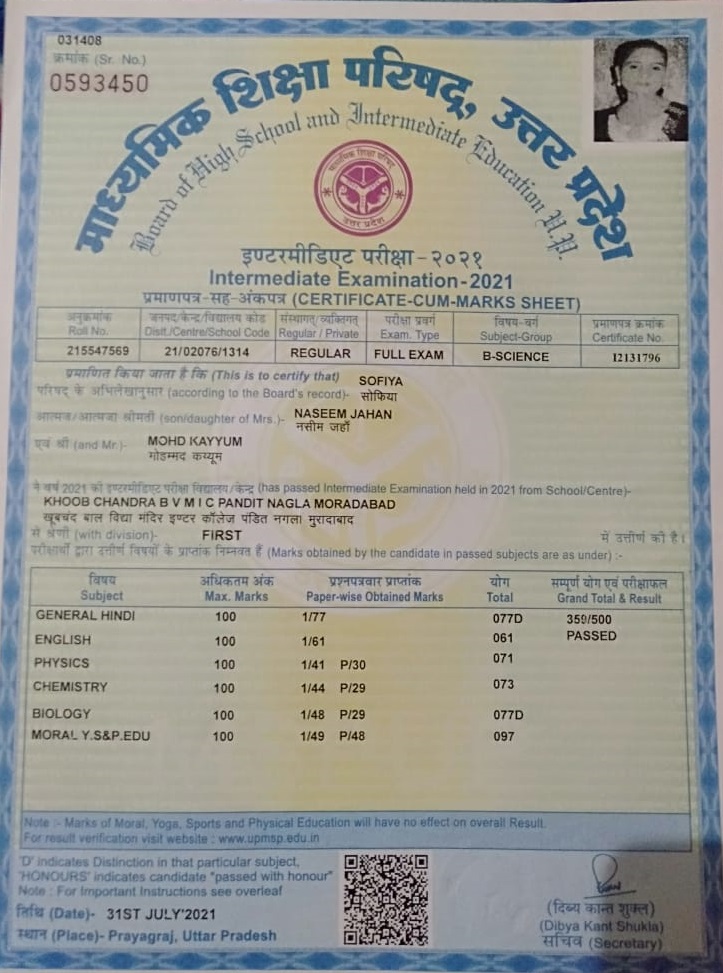 031408
क्रमांक (Sr. No.)
0593450
माध्यमिक शिक्षा परिषद्, उत्तर प्रदेश
Board of High School and Intermediate Education U.P.
माध्यमिक शिक्षा परिषद
उत्तर प्रदेश
इण्टरमीडिएट परीक्षा - २०२१
Intermediate Examination-2021
प्रमाणपत्र-सह-अंकपत्र (CERTIFICATE-CUM-MARKS SHEET)
अनुक्रमांक जनपद/केन्द्र/विद्यालय कोड संस्थागत/व्यक्तिगत परीक्षा प्रवर्ग विषय-वर्ग प्रमाणपत्र क्रमांक
Roll No. Distt./Centre/School Code Regular / Private Exam. Type Subject-Group Certificate No.
215547569 21/02076/1314 REGULAR FULL EXAM B-SCIENCE I2131796
प्रमाणित किया जाता है कि (This is to certify that) SOFIYA
परिषद् के अभिलेखानुसार (according to the Board's record)- सोफिया
आत्मज/आत्मजा श्रीमती (son/daughter of Mrs.)- NASEEM JAHAN
नसीम जहाँ
एवं श्री (and Mr.)- MOHD KAYYUM
मोहम्मद कय्यूम
ने वर्ष 2021 की इण्टरमीडिएट परीक्षा विद्यालय/केन्द्र (has passed Intermediate Examination held in 2021 from School/Centre)-
KHOOB CHANDRA B V M I C PANDIT NAGLA MORADABAD
खूबचंद बाल विद्या मंदिर इण्टर कॉलेज पंडित नगला मुरादाबाद
से श्रेणी (with division)- FIRST में उत्तीर्ण की है।
परीक्षार्थी द्वारा उत्तीर्ण विषयों के प्राप्तांक निम्नवत हैं (Marks obtained by the candidate in passed subjects are as under) :-
विषय अधिकतम अंक प्रश्नपत्रवार प्राप्तांक योग सम्पूर्ण योग एवं परीक्षाफल
Subject Max. Marks Paper-wise Obtained Marks Total Grand Total & Result
GENERAL HINDI 100 1/77 077D 359/500
ENGLISH 100 1/61 061 PASSED
PHYSICS 100 1/41 P/30 071
CHEMISTRY 100 1/44 P/29 073
BIOLOGY 100 1/48 P/29 077D
MORAL Y.S&P.EDU 100 1/49 P/48 097
Note :- Marks of Moral, Yoga, Sports and Physical Education will have no effect on overall Result.
For result verification visit website : www.upmsp.edu.in
'D' indicates Distinction in that particular subject,
'HONOURS' indicates candidate "passed with honour"
Note : For Important Instructions see overleaf
तिथि (Date)- 31ST JULY'2021
स्थान (Place)- Prayagraj, Uttar Pradesh
(दिब्य कान्त शुक्ल)
(Dibya Kant Shukla)
सचिव (Secretary)